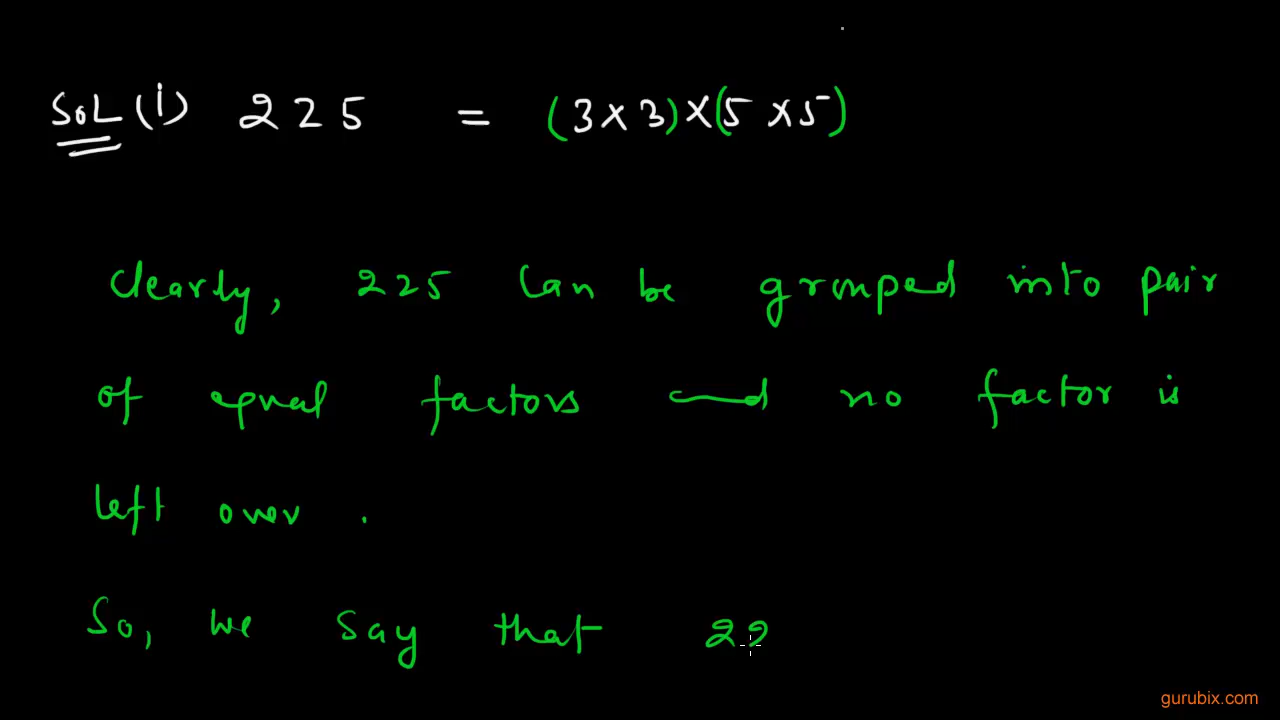 SOL (i) 225 = (3×3)×(5×5)
Clearly, 225 can be grouped into pair
of equal factors and no factor is
left over.
So, we say that 22
gurubix.com